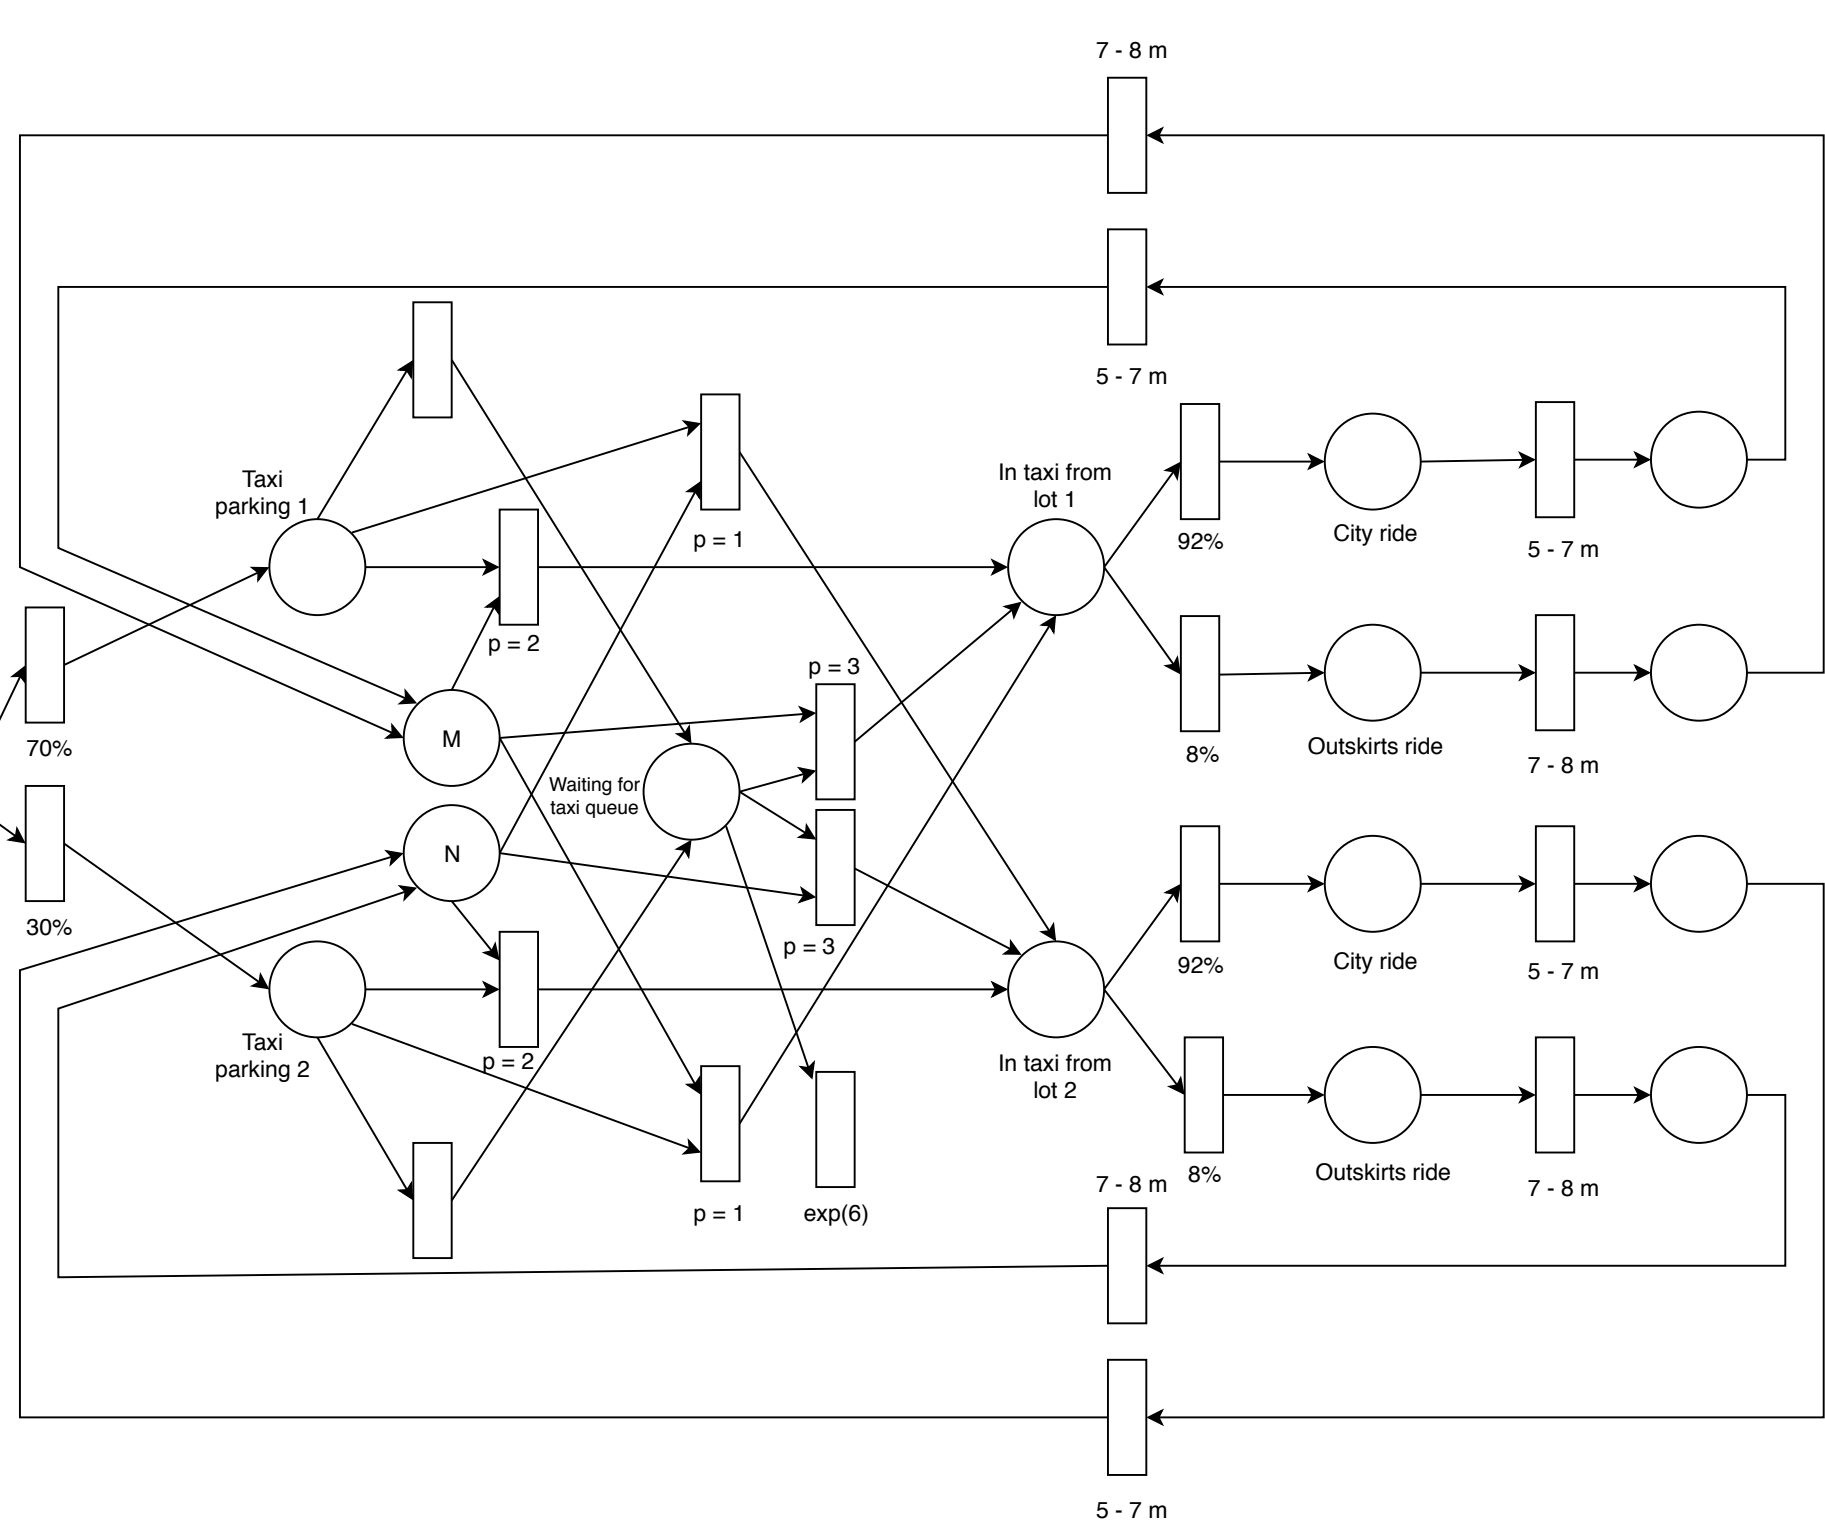 7 - 8 m
5 - 7 m
Taxi
parking 1
In taxi from
lot 1
p = 1
92%
City ride
5 - 7 m
p = 2
p = 3
70%
M
8%
Outskirts ride
7 - 8 m
Waiting for
taxi queue
N
30%
p = 3
92%
City ride
5 - 7 m
Taxi
parking 2
p = 2
In taxi from
lot 2
p = 1
exp(6)
7 - 8 m
8%
Outskirts ride
7 - 8 m
5 - 7 m